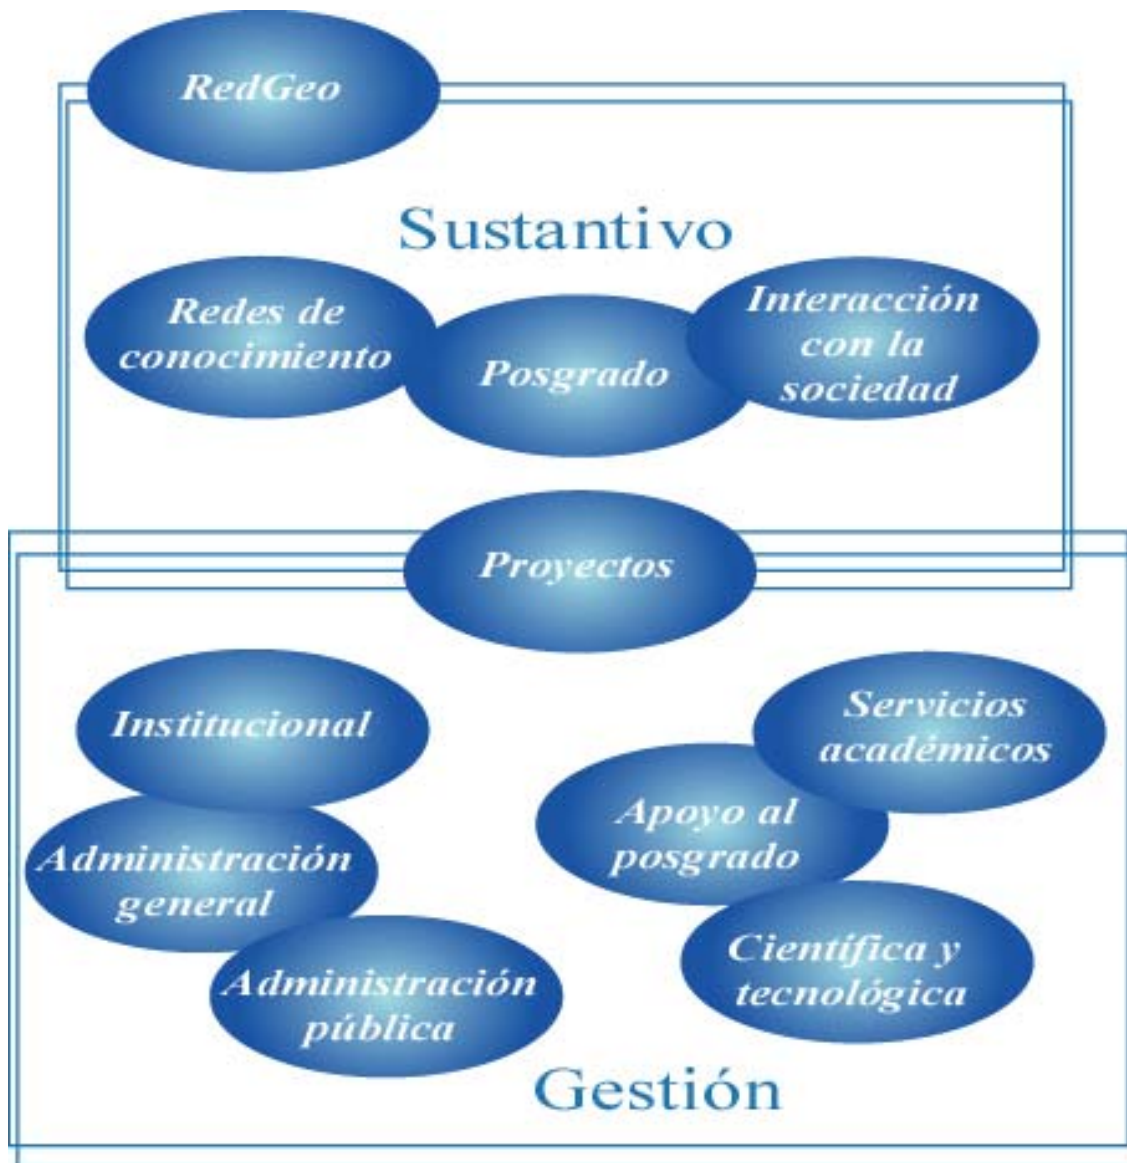 RedGeo
Sustantivo
Redes de
conocimiento
Posgrado
Interacción
con la
sociedad
Proyectos
Institucional
Administración
general
Administración
pública
Servicios
académicos
Apoyo al
posgrado
Científica y
tecnológica
Gestión